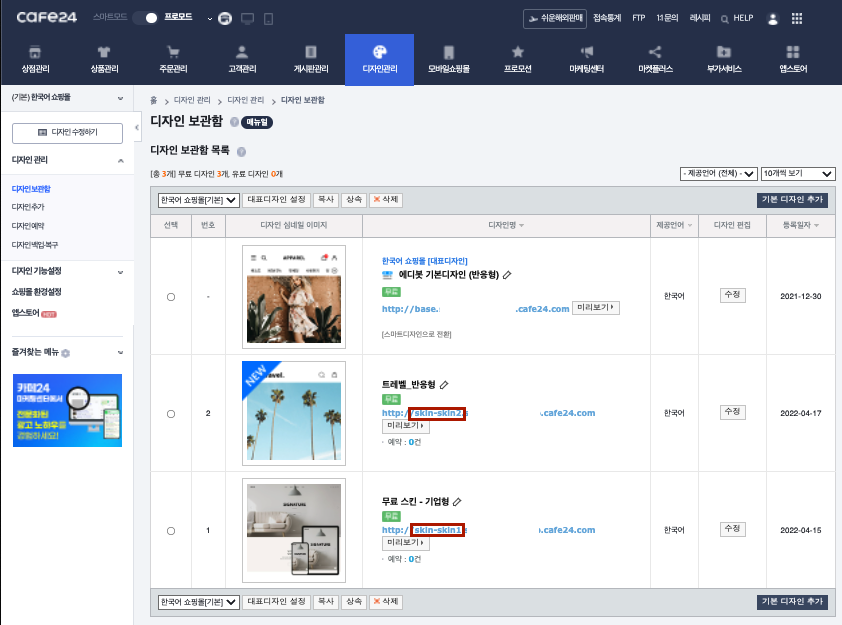 cafe24 스마트모드 프로모드 쉬운해외판매 접속통계 FTP 1:1문의 레시피 HELP
상점관리 상품관리 주문관리 고객관리 게시판관리 디자인관리 모바일쇼핑몰 프로모션 마케팅센터 마켓플러스 부가서비스 앱스토어
(기본) 한국어 쇼핑몰
디자인 수정하기
디자인 관리
디자인보관함
디자인추가
디자인예약
디자인백업·복구
디자인 기능설정
쇼핑몰 환경설정
앱스토어 HOT
즐겨찾는 메뉴
카페24
마케팅센터에서
전문화된
광고 노하우를
경험하세요!
홈 > 디자인 관리 > 디자인 관리 > 디자인 보관함
디자인 보관함 ? 매뉴얼
디자인 보관함 목록 ?
[총 3개] 무료 디자인 3개, 유료 디자인 0개
- 제공언어 (전체) - 10개씩 보기
한국어 쇼핑몰[기본] 대표디자인 설정 복사 상속 삭제 기본 디자인 추가
선택 번호 디자인 섬네일 이미지 디자인명 제공언어 디자인 편집 등록일자
APPAREL
한국어 쇼핑몰 [대표디자인]
에디봇 기본디자인 (반응형)
무료
http://base. .cafe24.com 미리보기
[스마트디자인으로 전환]
- 한국어 수정 2021-12-30
NEW
avel.
트레벨_반응형
무료
http://skin-skin2. .cafe24.com
미리보기
· 예약 : 0건
2 한국어 수정 2022-04-17
SIGNATURE
무료 스킨 - 기업형
무료
http://skin-skin1 .cafe24.com
미리보기
· 예약 : 0건
1 한국어 수정 2022-04-15
한국어 쇼핑몰[기본] 대표디자인 설정 복사 상속 삭제 기본 디자인 추가